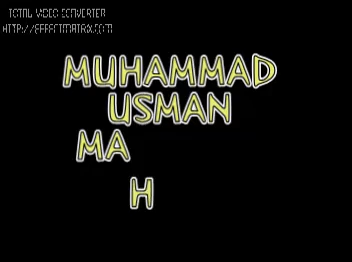 TOTAL VIDEO CONVERTER
HTTP://EFFECTMATRIX.COM
MUHAMMAD
USMAN
MA
H